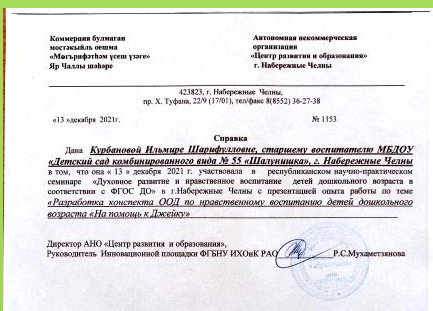 Коммерция булмаган
мостәкыйль оешма
«Мәгърифәтһәм үсеш үзәге»
Яр Чаллы шәһәре
Автономная некоммерческая
организация
«Центр развития и образования»
г. Набережные Челны
423823, г. Набережные Челны,
пр. Х. Туфана, 22/9 (17/01), тел/факс 8(8552) 36-27-38
«13 »декабря 2021г.
№ 1153
Справка
Дана Курбановой Ильмире Шарифулловне, старшему воспитателю МБДОУ
«Детский сад комбинированного вида № 55 «Шалунишка», г. Набережные Челны
в том, что она « 13 » декабря 2021 г. участвовала в республиканском научно-практическом
семинаре «Духовное развитие и нравственное воспитание детей дошкольного возраста в
соответствии с ФГОС ДО» в г.Набережные Челны с презентацией опыта работы по теме
«Разработка конспекта ООД по нравственному воспитанию детей дошкольного
возраста «На помощь к Джейку»
Директор АНО «Центр развития и образования»,
Руководитель Инновационной площадки ФГБНУ ИХОиК РАО
Р.С.Мухаметзянова